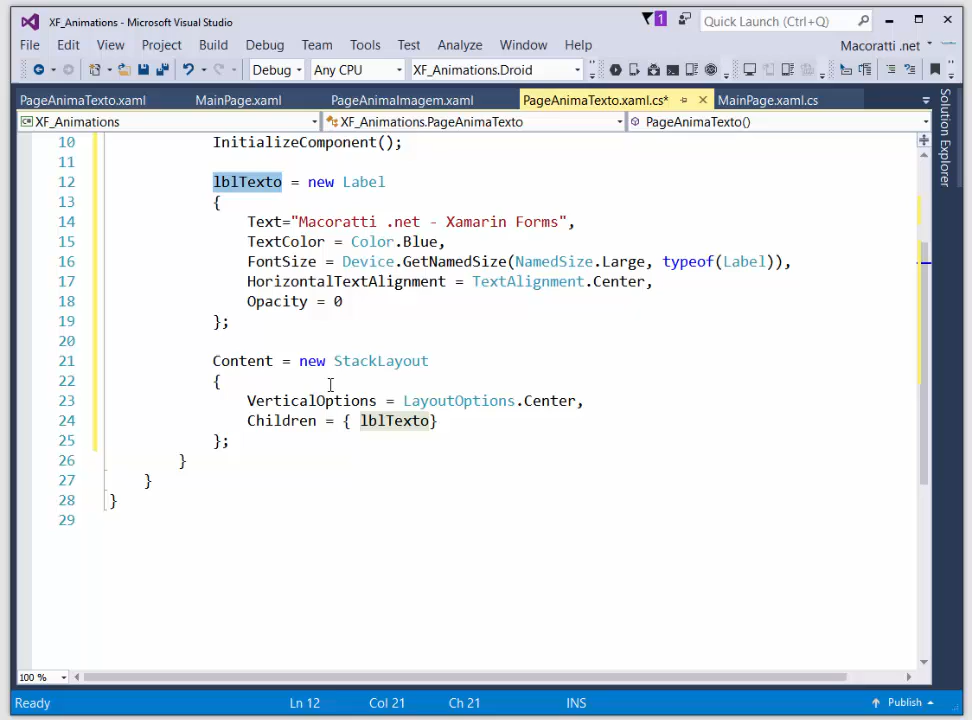 XF_Animations - Microsoft Visual Studio
1
Quick Launch (Ctrl+Q)
File Edit View Project Build Debug Team Tools Test Analyze Window Help
Macoratti .net
Debug Any CPU XF_Animations.Droid
PageAnimaTexto.xaml MainPage.xaml PageAnimaImagem.xaml PageAnimaTexto.xaml.cs* MainPage.xaml.cs
Solution Explorer
XF_Animations XF_Animations.PageAnimaTexto PageAnimaTexto()
10 InitializeComponent();
11
12 lblTexto = new Label
13 {
14 Text="Macoratti .net - Xamarin Forms",
15 TextColor = Color.Blue,
16 FontSize = Device.GetNamedSize(NamedSize.Large, typeof(Label)),
17 HorizontalTextAlignment = TextAlignment.Center,
18 Opacity = 0
19 };
20
21 Content = new StackLayout
22 {
23 VerticalOptions = LayoutOptions.Center,
24 Children = { lblTexto}
25 };
26 }
27 }
28 }
29
100 %
Ready Ln 12 Col 21 Ch 21 INS Publish